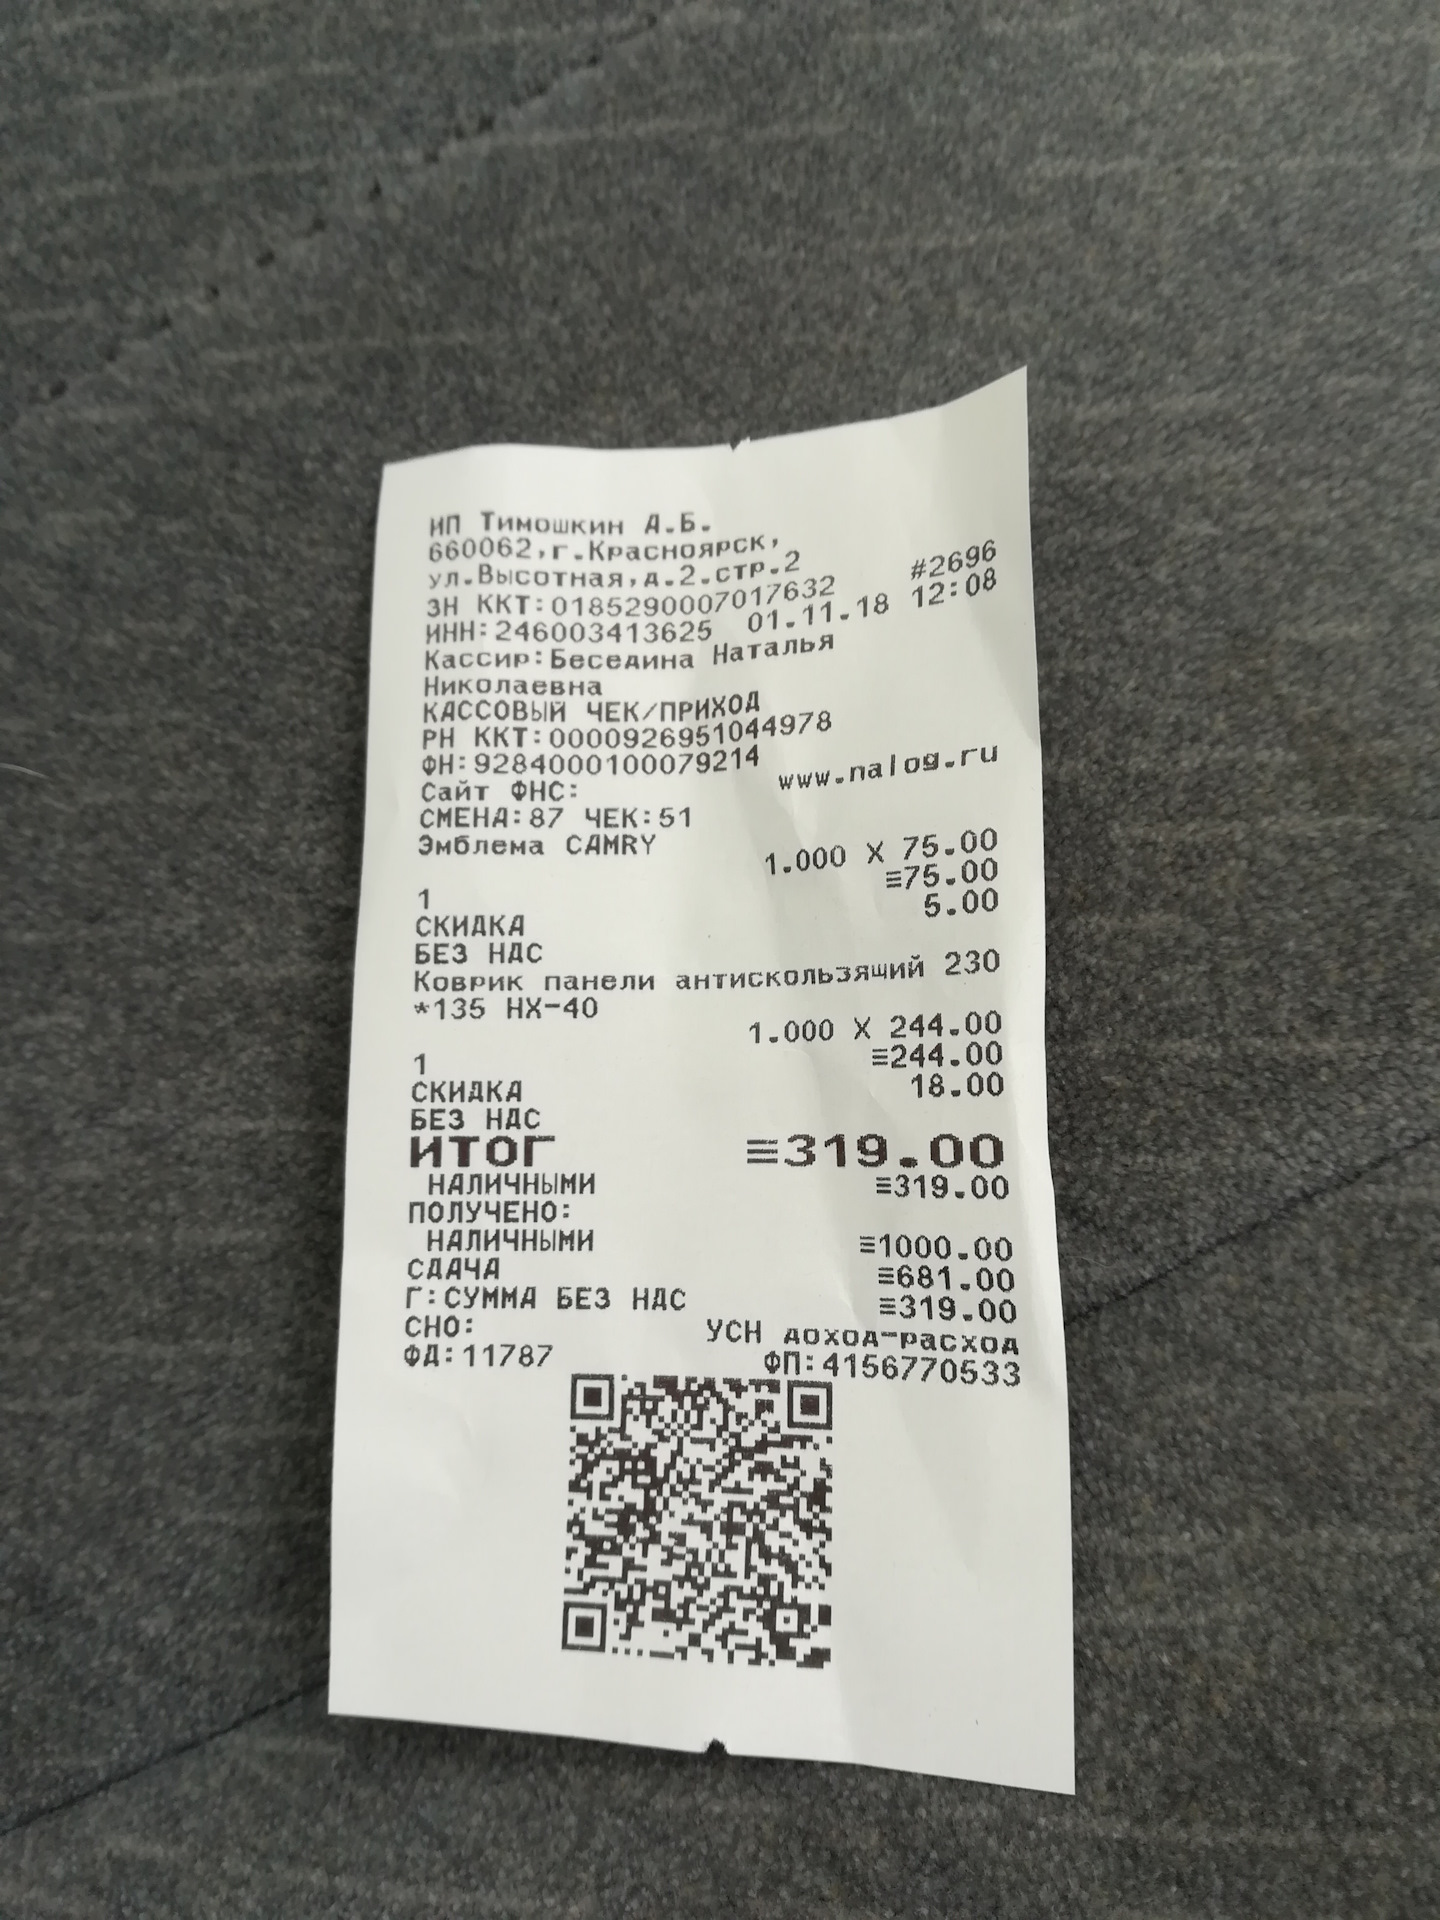 ИП Тимошкин А.Б.
660062,г.Красноярск,
ул.Высотная,д.2.стр.2
ЗН ККТ:0185290007017632 #2696
ИНН:246003413625 01.11.18 12:08
Кассир:Беседина Наталья
Николаевна
КАССОВЫЙ ЧЕК/ПРИХОД
РН ККТ:0000926951044978
ФН:9284000100079214
Сайт ФНС: www.nalog.ru
СМЕНА:87 ЧЕК:51
Эмблема CAMRY
1.000 X 75.00
1 ≡75.00
СКИДКА 5.00
БЕЗ НДС
Коврик панели антискользящий 230
*135 HX-40
1.000 X 244.00
1 ≡244.00
СКИДКА 18.00
БЕЗ НДС
ИТОГ ≡319.00
НАЛИЧНЫМИ ≡319.00
ПОЛУЧЕНО:
НАЛИЧНЫМИ ≡1000.00
СДАЧА ≡681.00
Г:СУММА БЕЗ НДС ≡319.00
СНО: УСН доход-расход
ФД:11787 ФП:4156770533